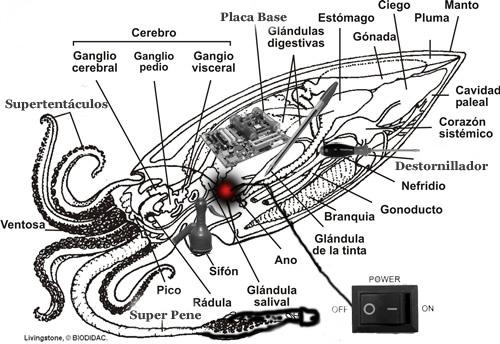 Cerebro
Placa Base
Estómago
Ciego
Pluma
Manto
Ganglio
cerebral
Ganglio
pedio
Gangio
visceral
Glándulas
digestivas
Gónada
Supertentáculos
Cavidad
paleal
Corazón
sistémico
Destornillador
Nefridio
Gonoducto
Branquia
Glándula
de la tinta
Ventosa
Ano
Sifón
Glándula
salival
Pico
Rádula
Super Pene
POWER
OFF
ON
Livingstone, © BIODIDAC.